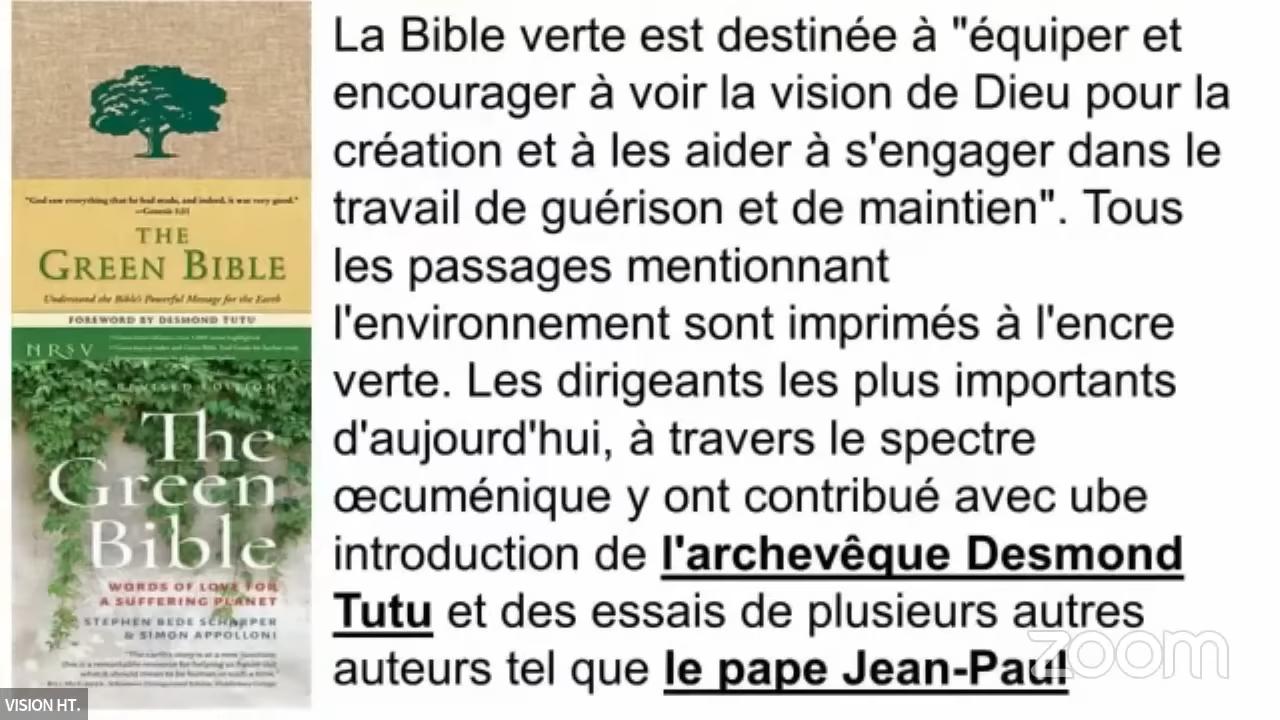 "God saw everything that he had made, and indeed, it was very good."
—Genesis 1:31
THE
GREEN BIBLE
Understand the Bible's Powerful Message for the Earth
FOREWORD BY DESMOND TUTU
NRSV
REVISED EDITION
The
Green
Bible
WORDS OF LOVE FOR
A SUFFERING PLANET
STEPHEN BEDE SCHARPER
& SIMON APPOLLONI
La Bible verte est destinée à "équiper et
encourager à voir la vision de Dieu pour la
création et à les aider à s'engager dans le
travail de guérison et de maintien". Tous
les passages mentionnant
l'environnement sont imprimés à l'encre
verte. Les dirigeants les plus importants
d'aujourd'hui, à travers le spectre
œcuménique y ont contribué avec ube
introduction de l'archevêque Desmond
Tutu et des essais de plusieurs autres
auteurs tel que le pape Jean-Paul
zoom
VISION HT.